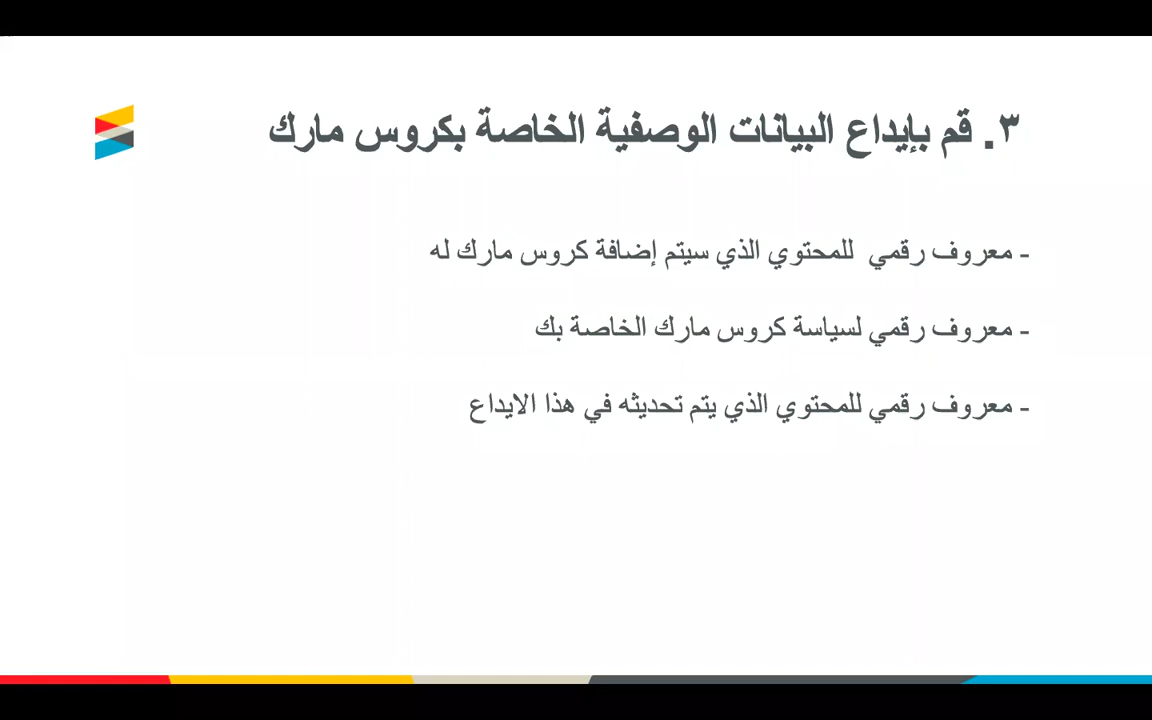 ٣. قم بإيداع البيانات الوصفية الخاصة بكروس مارك
- معروف رقمي للمحتوي الذي سيتم إضافة كروس مارك له
- معروف رقمي لسياسة كروس مارك الخاصة بك
- معروف رقمي للمحتوي الذي يتم تحديثه في هذا الايداع